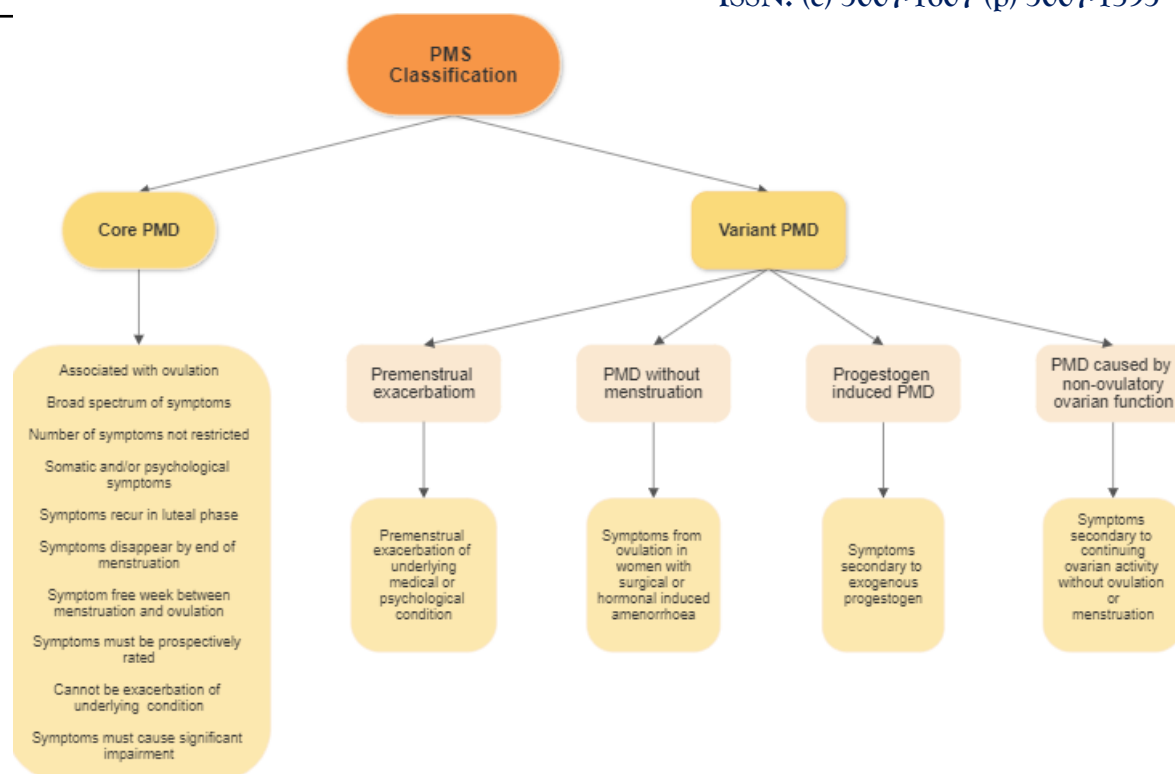 ISSN: (e) 3007-1607 (p) 3007-1593
PMS
Classification
Core PMD
Variant PMD
Associated with ovulation
Broad spectrum of symptoms
Number of symptoms not restricted
Somatic and/or psychological
symptoms
Symptoms recur in luteal phase
Symptoms disappear by end of
menstruation
Symptom free week between
menstruation and ovulation
Symptoms must be prospectively
rated
Cannot be exacerbation of
underlying condition
Symptoms must cause significant
impairment
Premenstrual
exacerbatiom
Premenstrual
exacerbation of
underlying
medical or
psychological
condition
PMD without
menstruation
Symptoms from
ovulation in
women with
surgical or
hormonal induced
amenorrhoea
Progestogen
induced PMD
Symptoms
secondary to
exogenous
progestogen
PMD caused by
non-ovulatory
ovarian function
Symptoms
secondary to
continuing
ovarian activity
without ovulation
or
menstruation